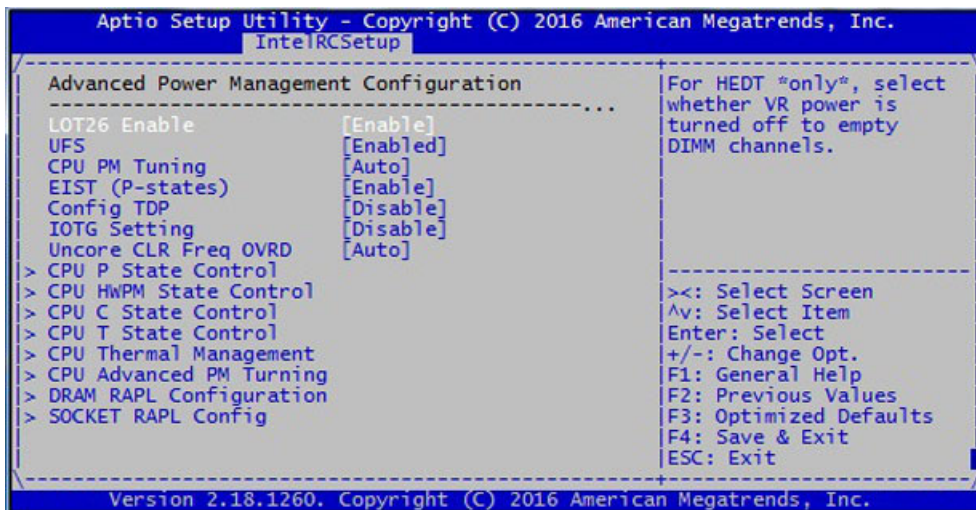 Aptio Setup Utility - Copyright (C) 2016 American Megatrends, Inc.
IntelRCSetup
Advanced Power Management Configuration
--------------------------------------------...
LOT26 Enable [Enable]
UFS [Enabled]
CPU PM Tuning [Auto]
EIST (P-states) [Enable]
Config TDP [Disable]
IOTG Setting [Disable]
Uncore CLR Freq OVRD [Auto]
> CPU P State Control
> CPU HWPM State Control
> CPU C State Control
> CPU T State Control
> CPU Thermal Management
> CPU Advanced PM Turning
> DRAM RAPL Configuration
> SOCKET RAPL Config
For HEDT *only*, select
whether VR power is
turned off to empty
DIMM channels.
><: Select Screen
^v: Select Item
Enter: Select
+/-: Change Opt.
F1: General Help
F2: Previous Values
F3: Optimized Defaults
F4: Save & Exit
ESC: Exit
Version 2.18.1260. Copyright (C) 2016 American Megatrends, Inc.